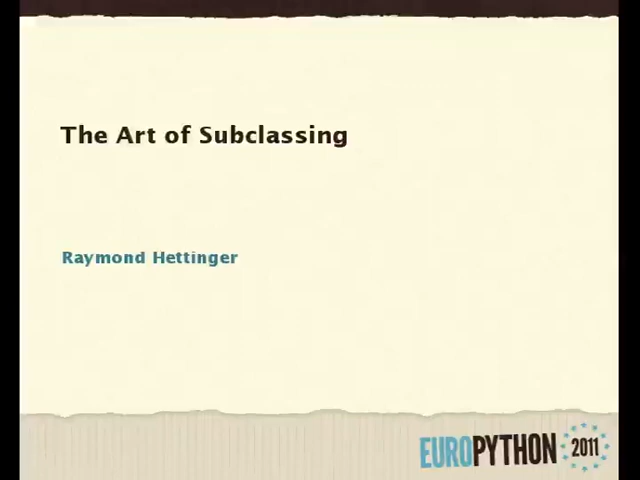 The Art of Subclassing
Raymond Hettinger
EUROPYTHON 2011